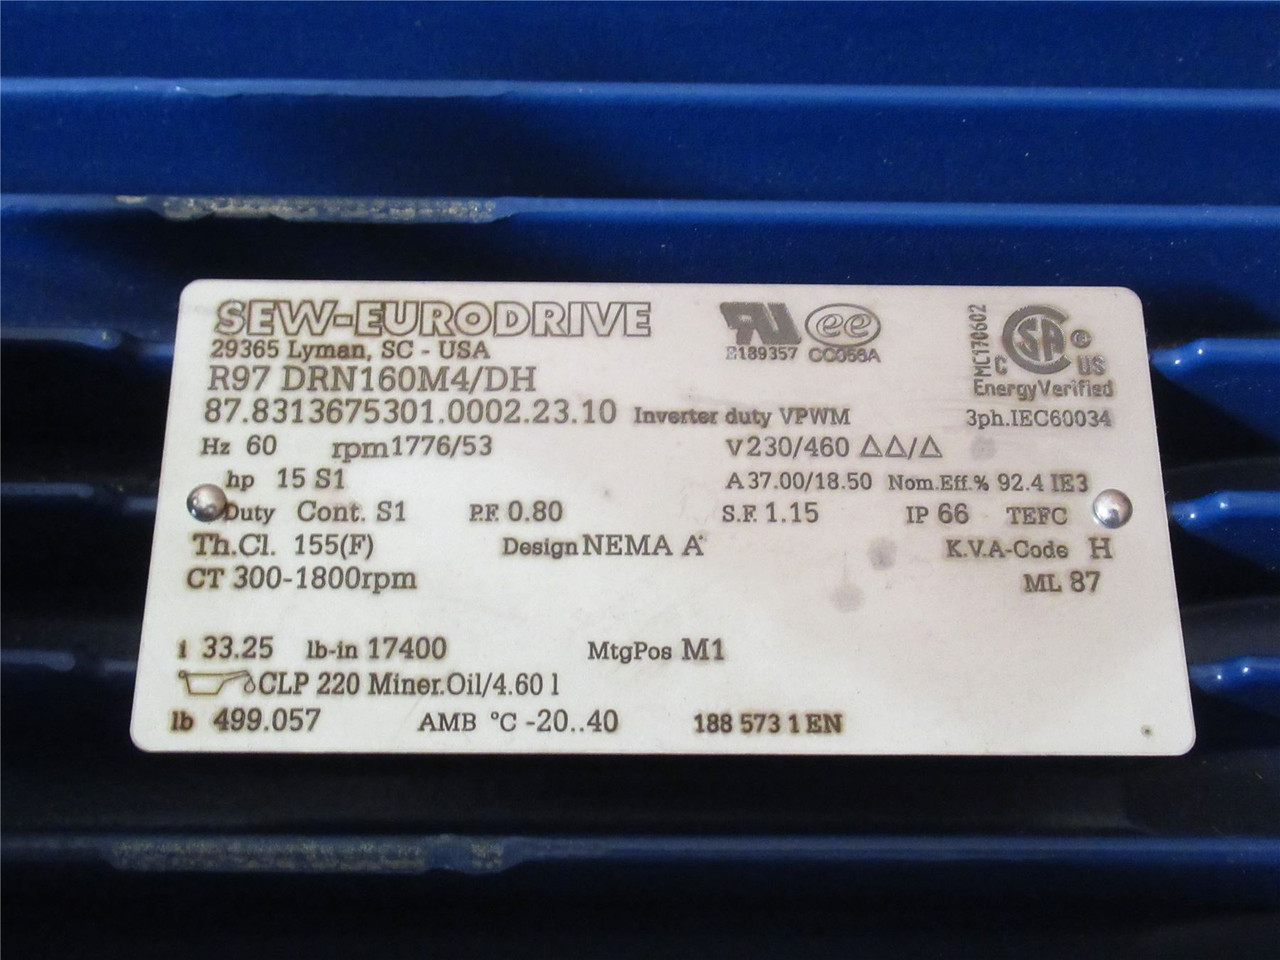 SEW-EURODRIVE
29365 Lyman, SC - USA
E189357 CC056A
MC170602
C US
EnergyVerified
R97 DRN160M4/DH
87.8313675301.0002.23.10 Inverter duty VPWM 3ph.IEC60034
Hz 60 rpm 1776/53 V 230/460 ΔΔ/Δ
hp 15 S1 A 37.00/18.50 Nom.Eff.% 92.4 IE3
Duty Cont. S1 P.F. 0.80 S.F. 1.15 IP 66 TEFC
Th.Cl. 155(F) Design NEMA A K.V.A-Code H
CT 300-1800rpm ML 87
i 33.25 lb-in 17400 MtgPos M1
CLP 220 Miner.Oil/4.60 l
lb 499.057 AMB °C -20..40 188 573 1 EN